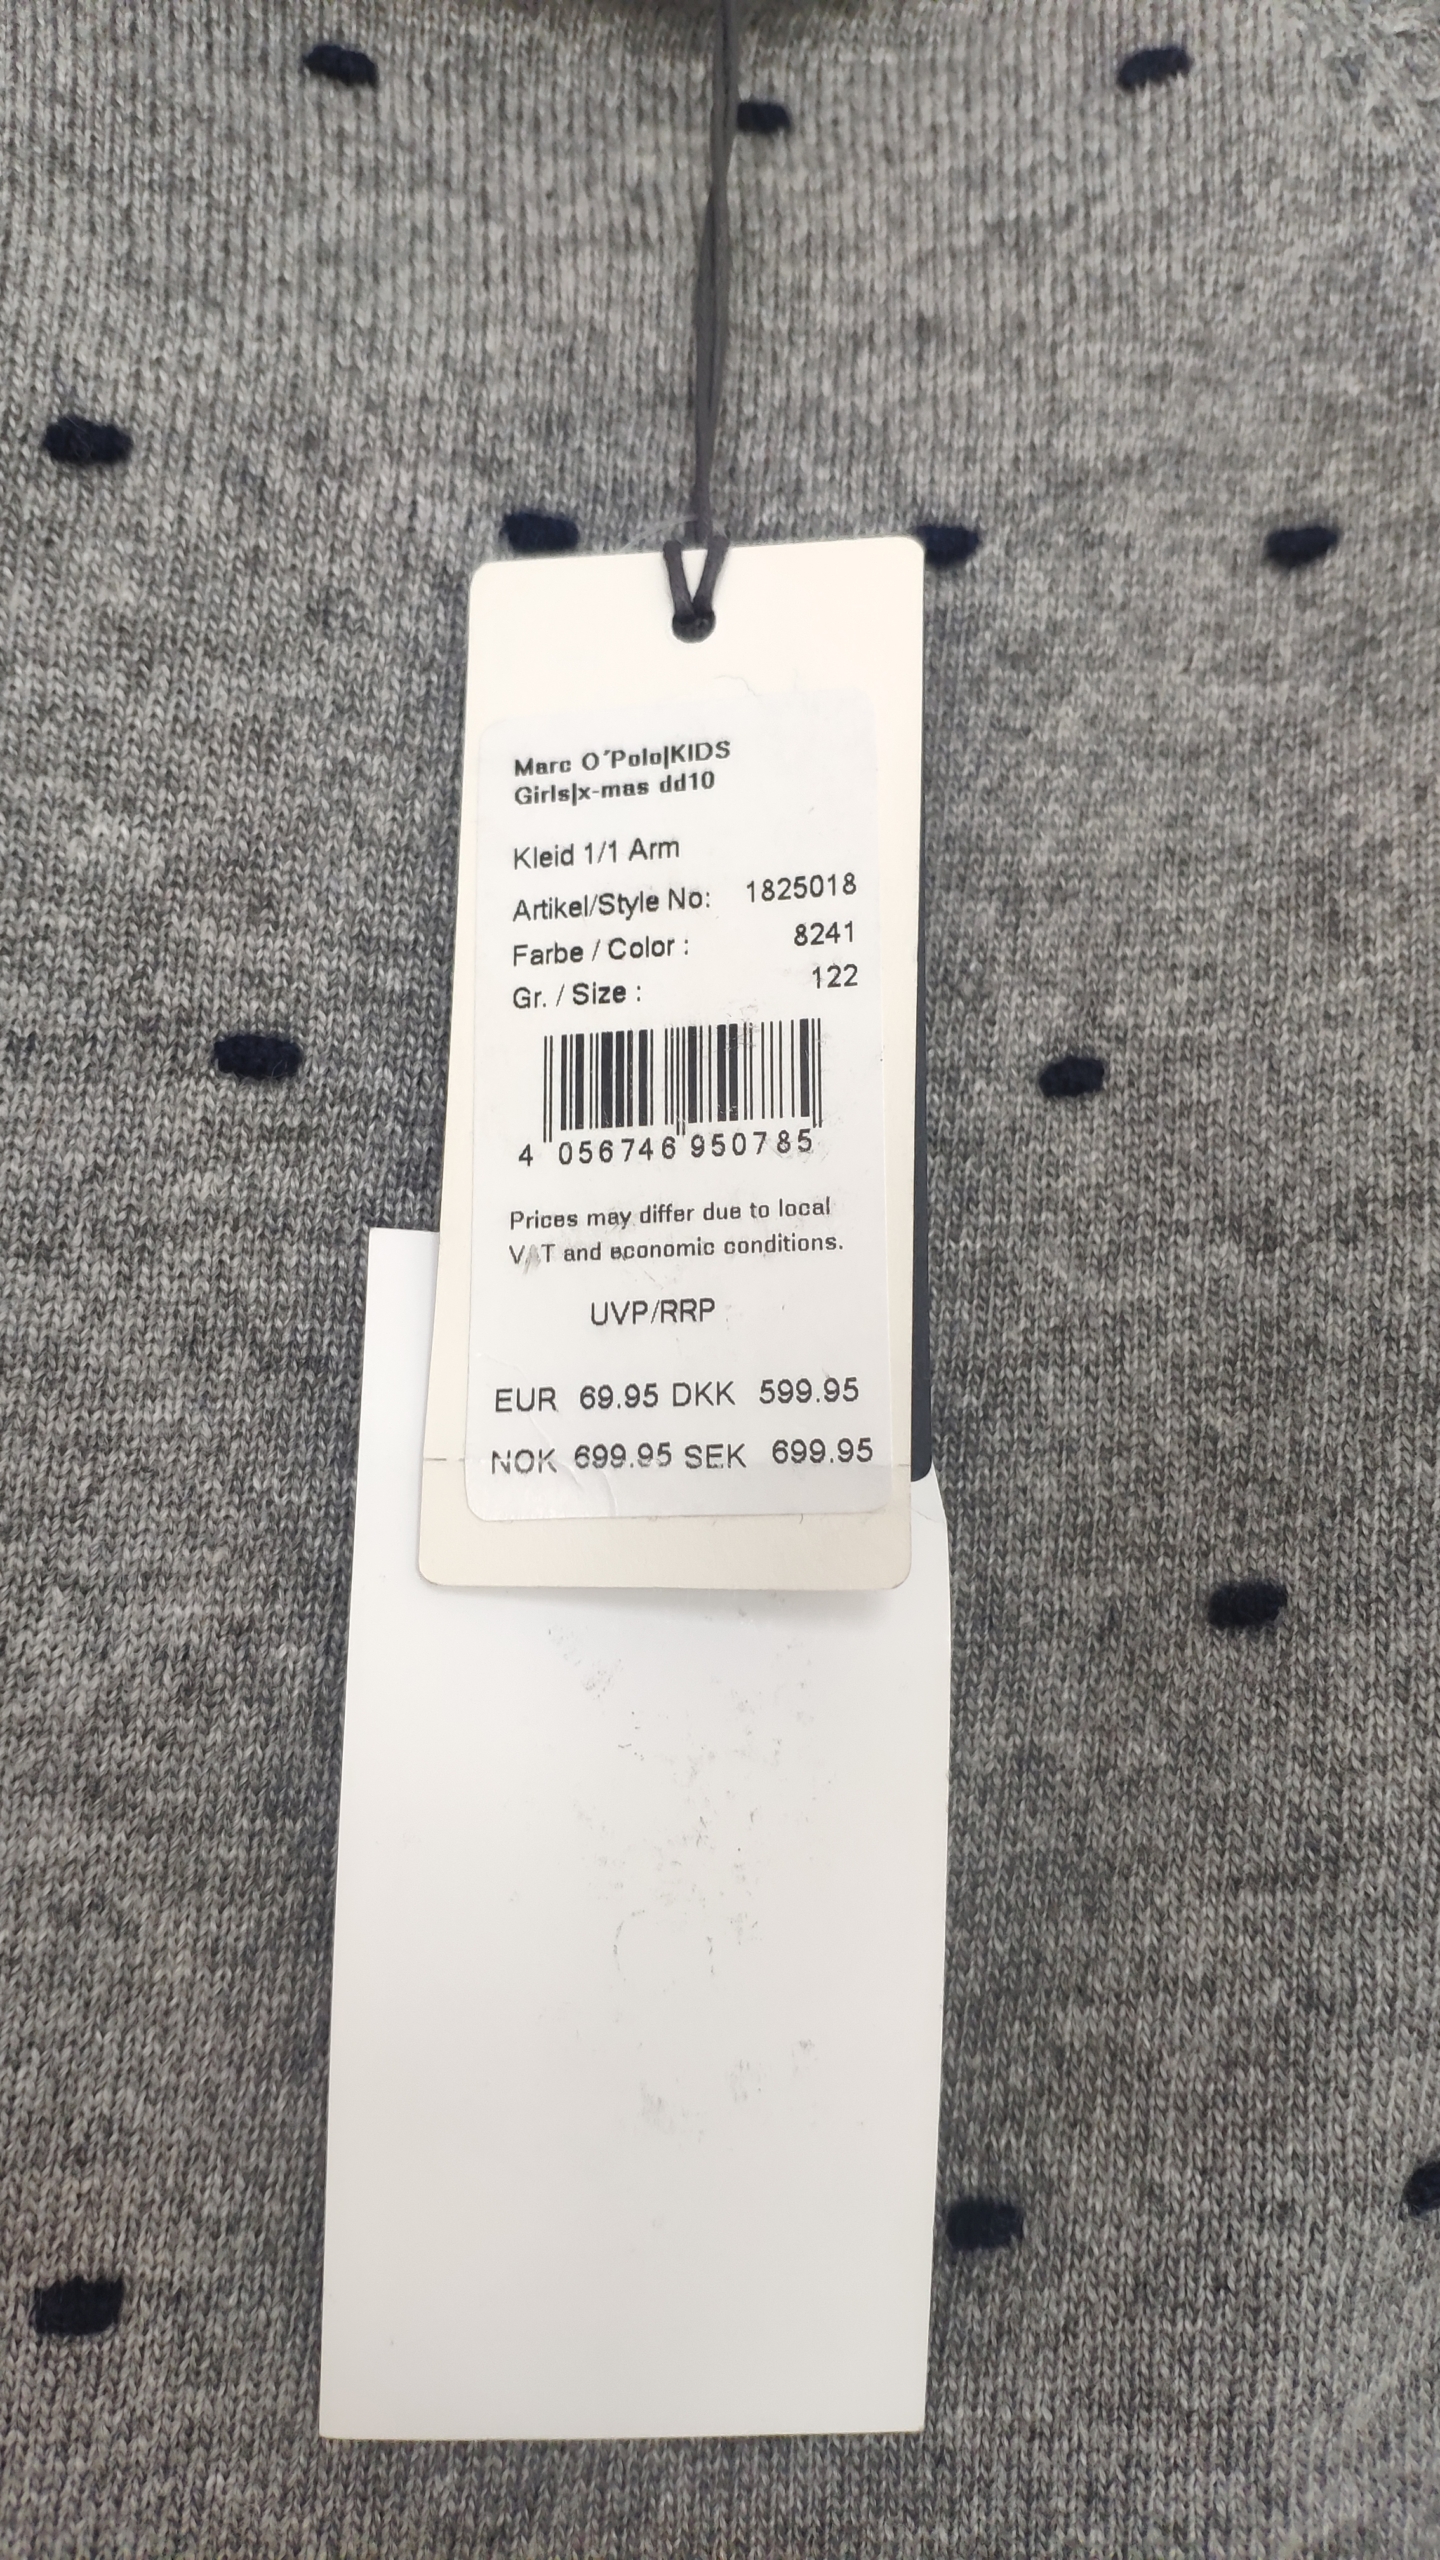 Marc O´Polo|KIDS
Girls|x-mas dd10
Kleid 1/1 Arm
Artikel/Style No: 1825018
Farbe / Color : 8241
Gr. / Size : 122
4 056746 950785
Prices may differ due to local
VAT and economic conditions.
UVP/RRP
EUR 69.95 DKK 599.95
NOK 699.95 SEK 699.95